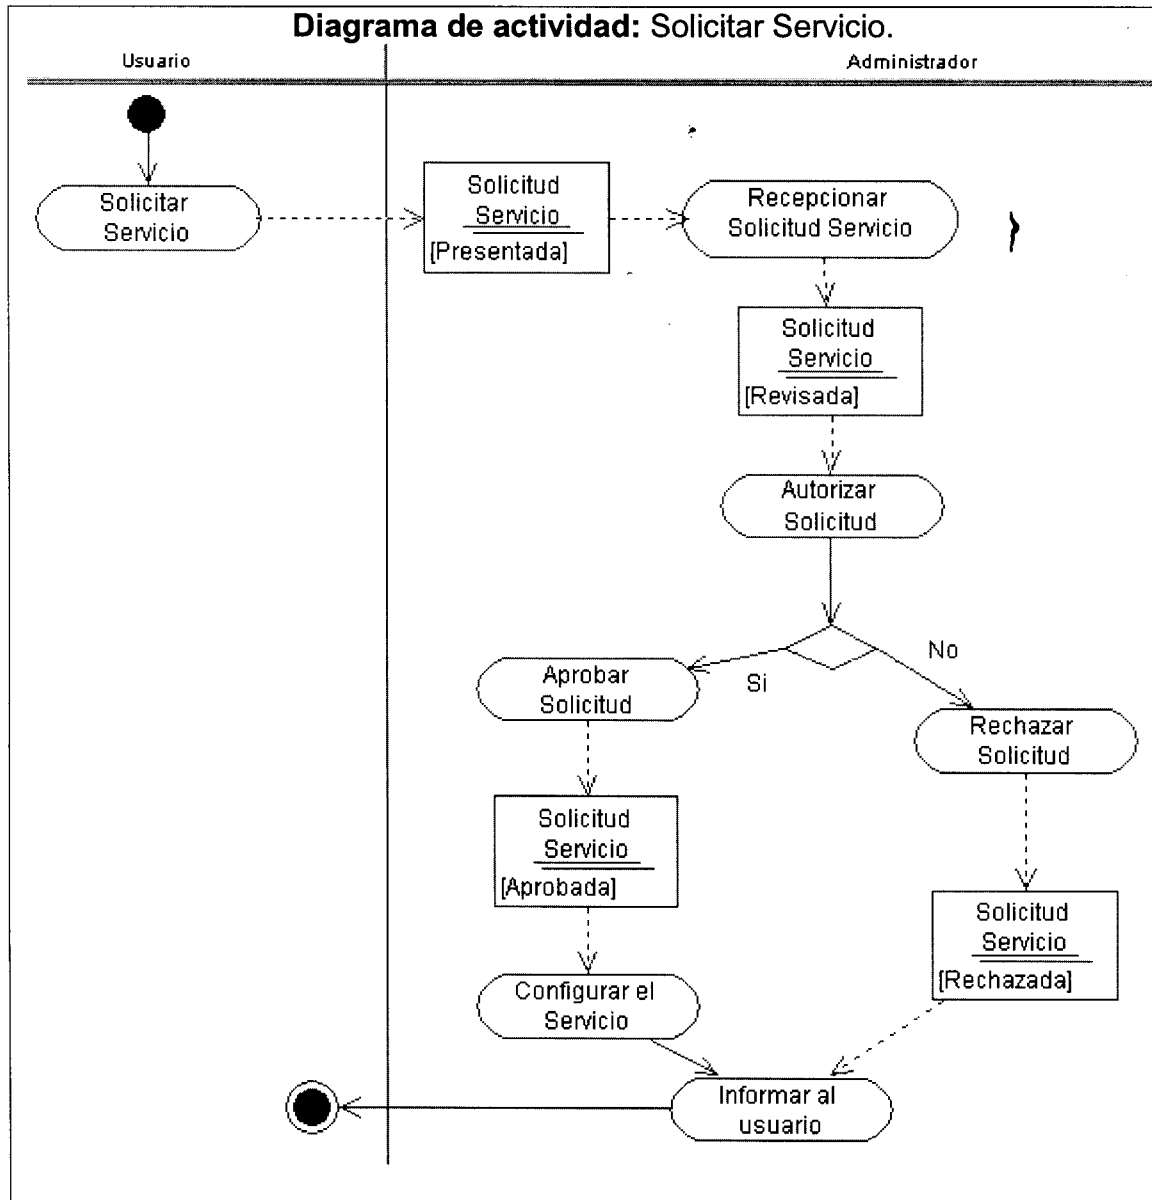 Diagrama de actividad: Solicitar Servicio.
Usuario
Administrador
Solicitar
Servicio
Solicitud
Servicio
[Presentada]
Recepcionar
Solicitud Servicio
Solicitud
Servicio
[Revisada]
Autorizar
Solicitud
Si
No
Aprobar
Solicitud
Rechazar
Solicitud
Solicitud
Servicio
[Aprobada]
Solicitud
Servicio
[Rechazada]
Configurar el
Servicio
Informar al
usuario